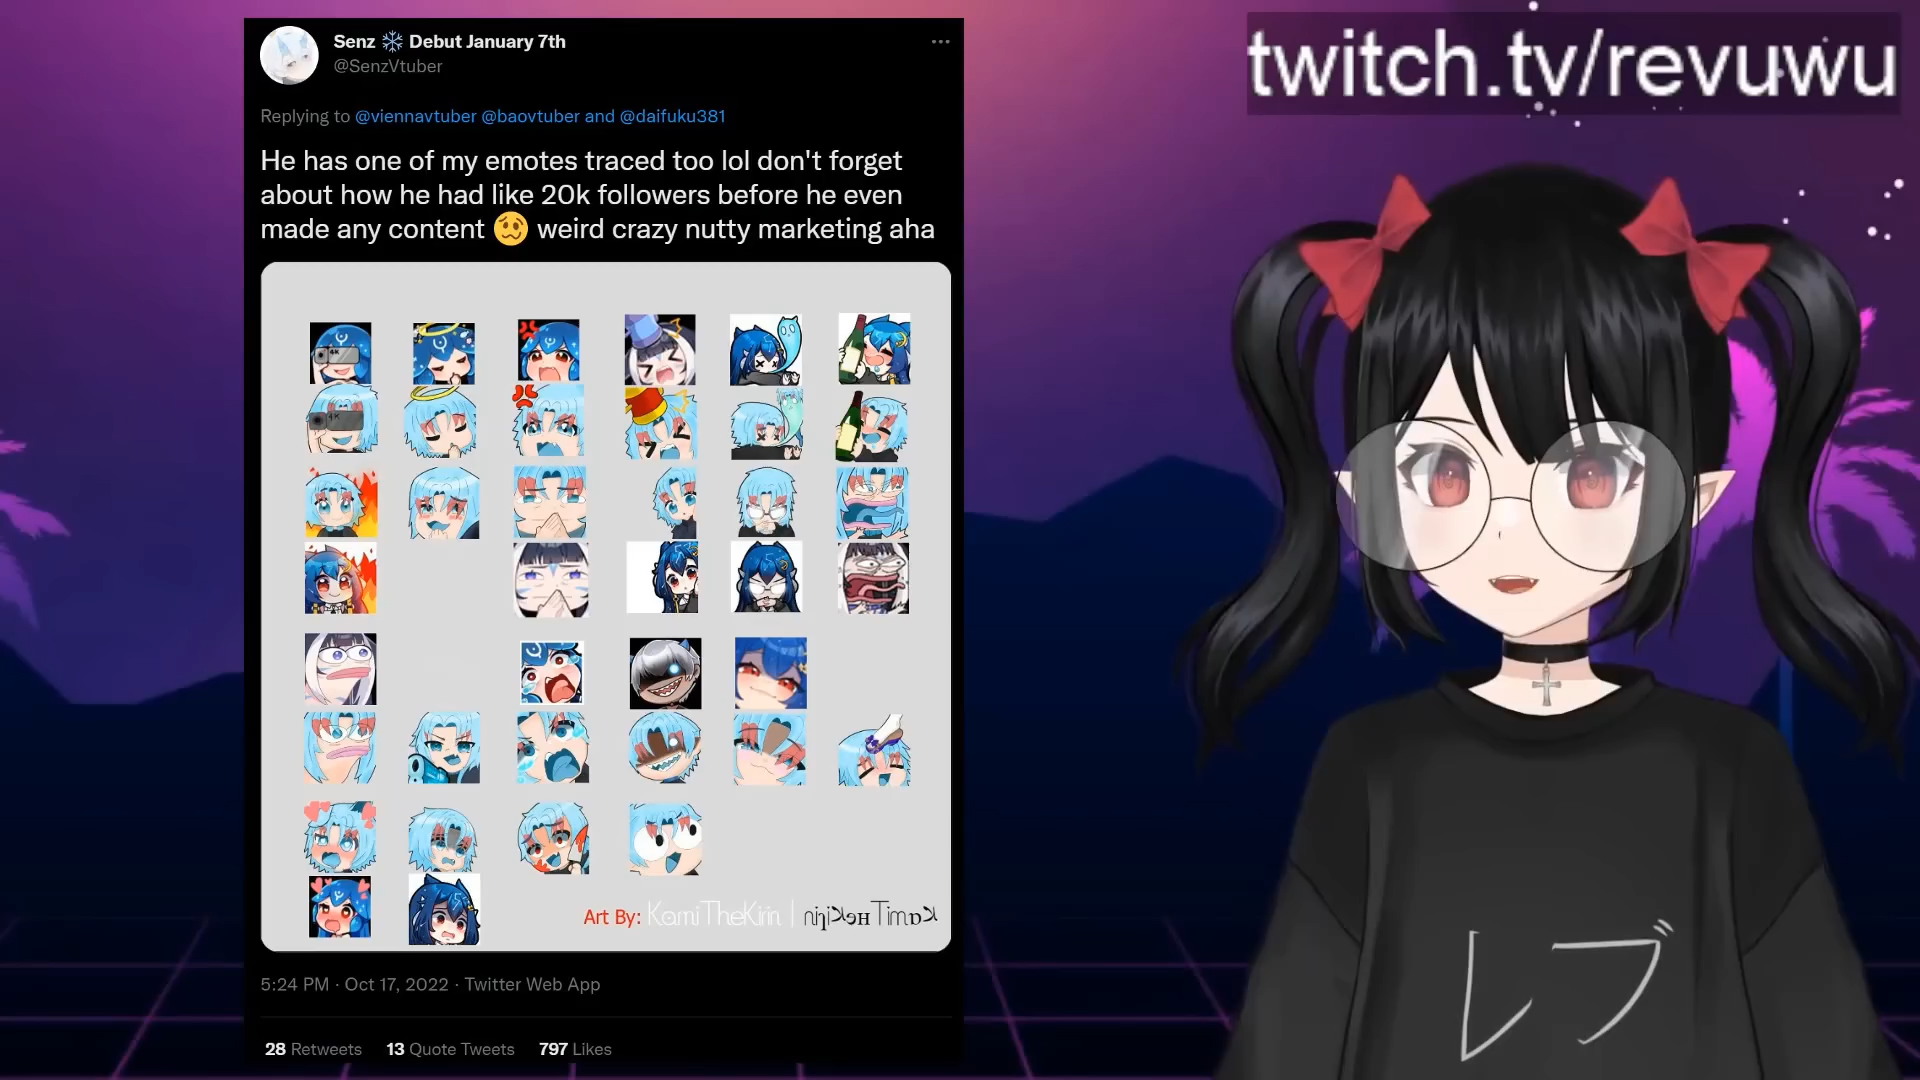 Senz ❄ Debut January 7th
@SenzVtuber
Replying to @viennavtuber @baovtuber and @daifuku381
He has one of my emotes traced too lol don't forget
about how he had like 20k followers before he even
made any content 🥴 weird crazy nutty marketing aha
Art By: KamiTheKirin |
5:24 PM · Oct 17, 2022 · Twitter Web App
28 Retweets 13 Quote Tweets 797 Likes
twitch.tv/revuwu
レブ